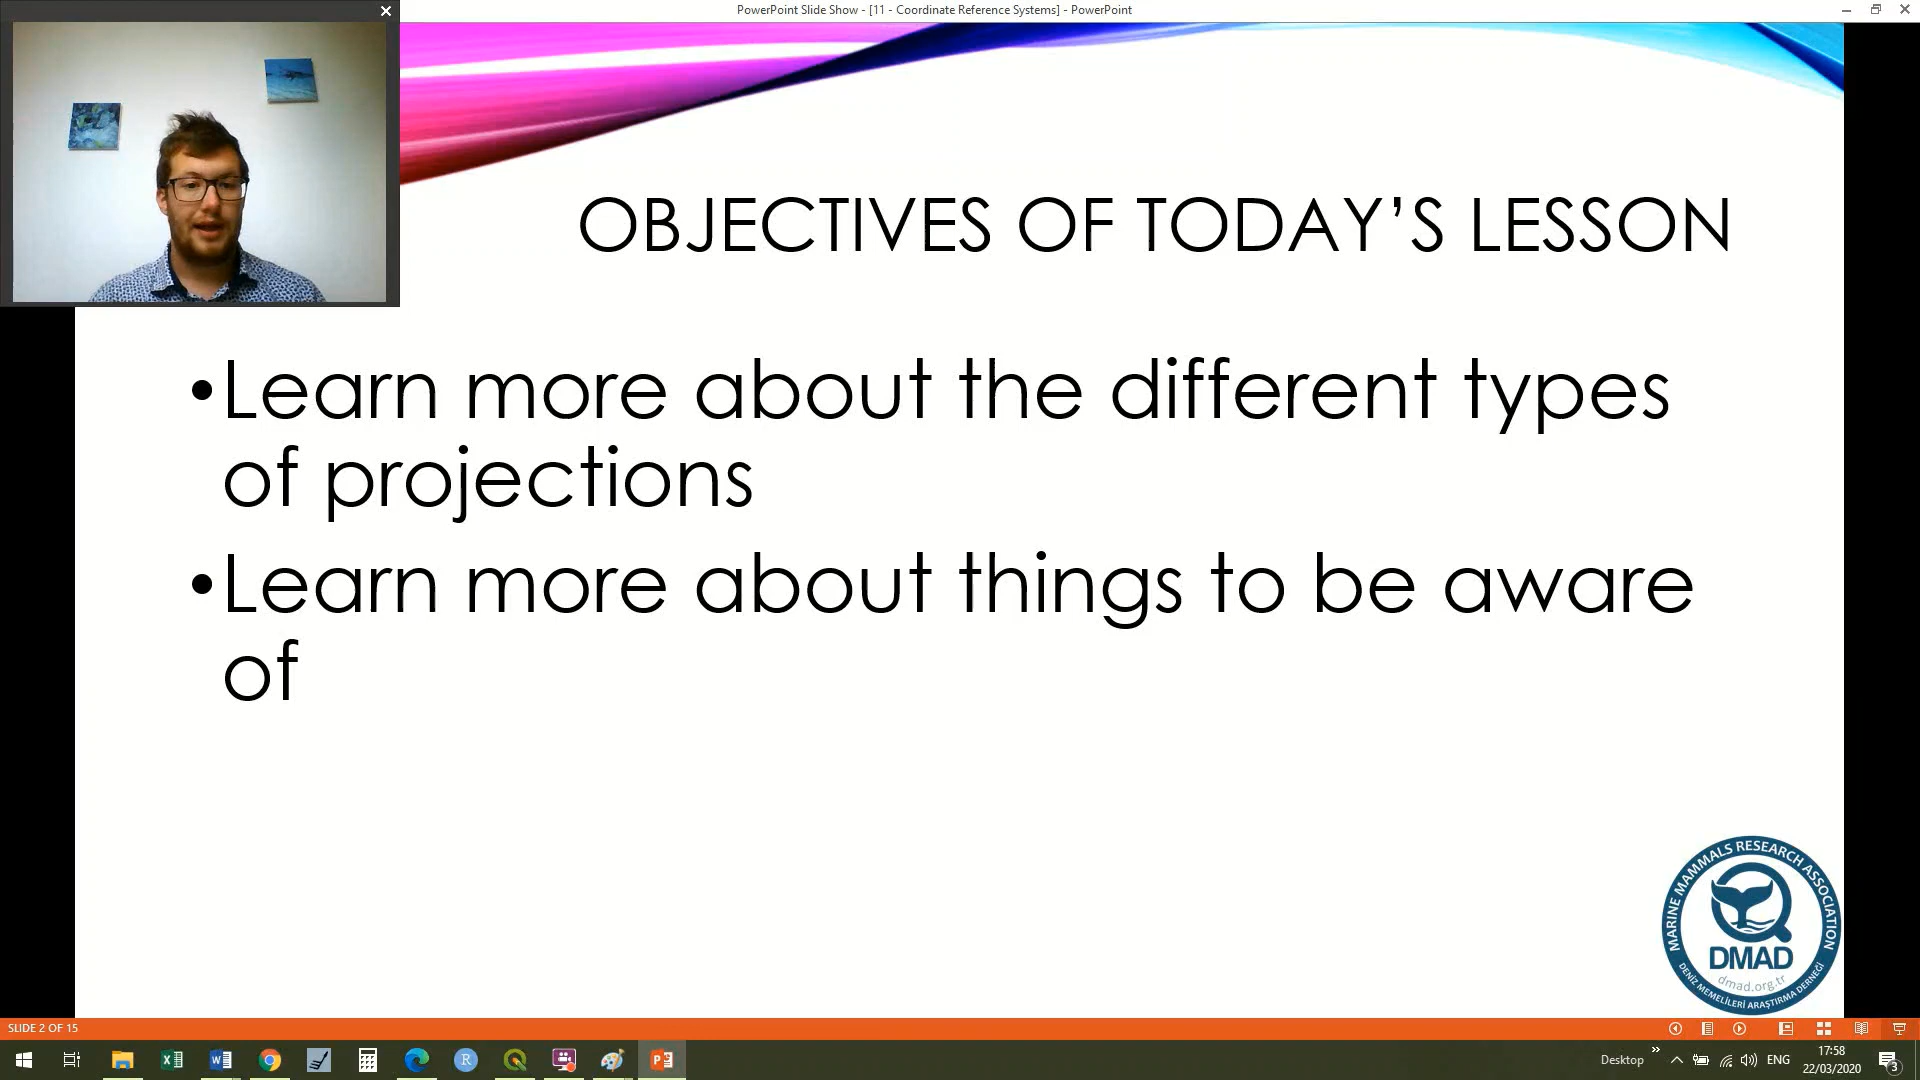 PowerPoint Slide Show - [11 - Coordinate Reference Systems] - PowerPoint
OBJECTIVES OF TODAY’S LESSON
•Learn more about the different types
of projections
•Learn more about things to be aware
of
MARINE MAMMALS RESEARCH ASSOCIATION
DMAD
dmad.org.tr
DENİZ MEMELİLERİ ARAŞTIRMA DERNEĞİ
SLIDE 2 OF 15
Desktop
ENG
17:58
22/03/2020
3